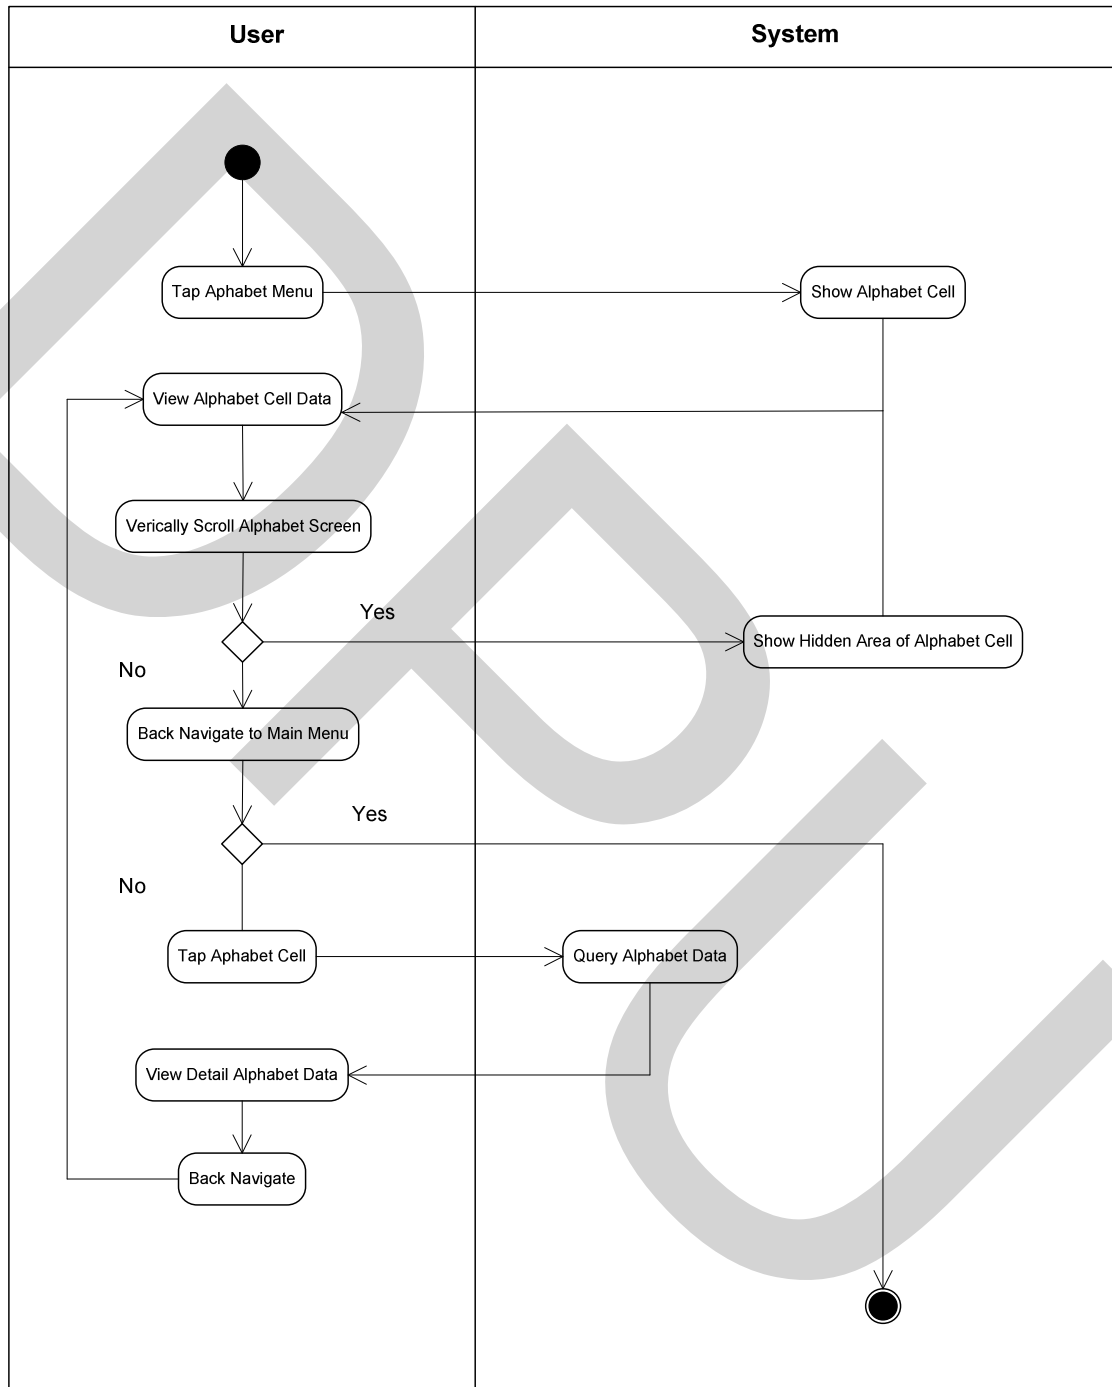 User
System
Tap Aphabet Menu
Show Alphabet Cell
View Alphabet Cell Data
Verically Scroll Alphabet Screen
Yes
Show Hidden Area of Alphabet Cell
No
Back Navigate to Main Menu
Yes
No
Tap Aphabet Cell
Query Alphabet Data
View Detail Alphabet Data
Back Navigate
DPU